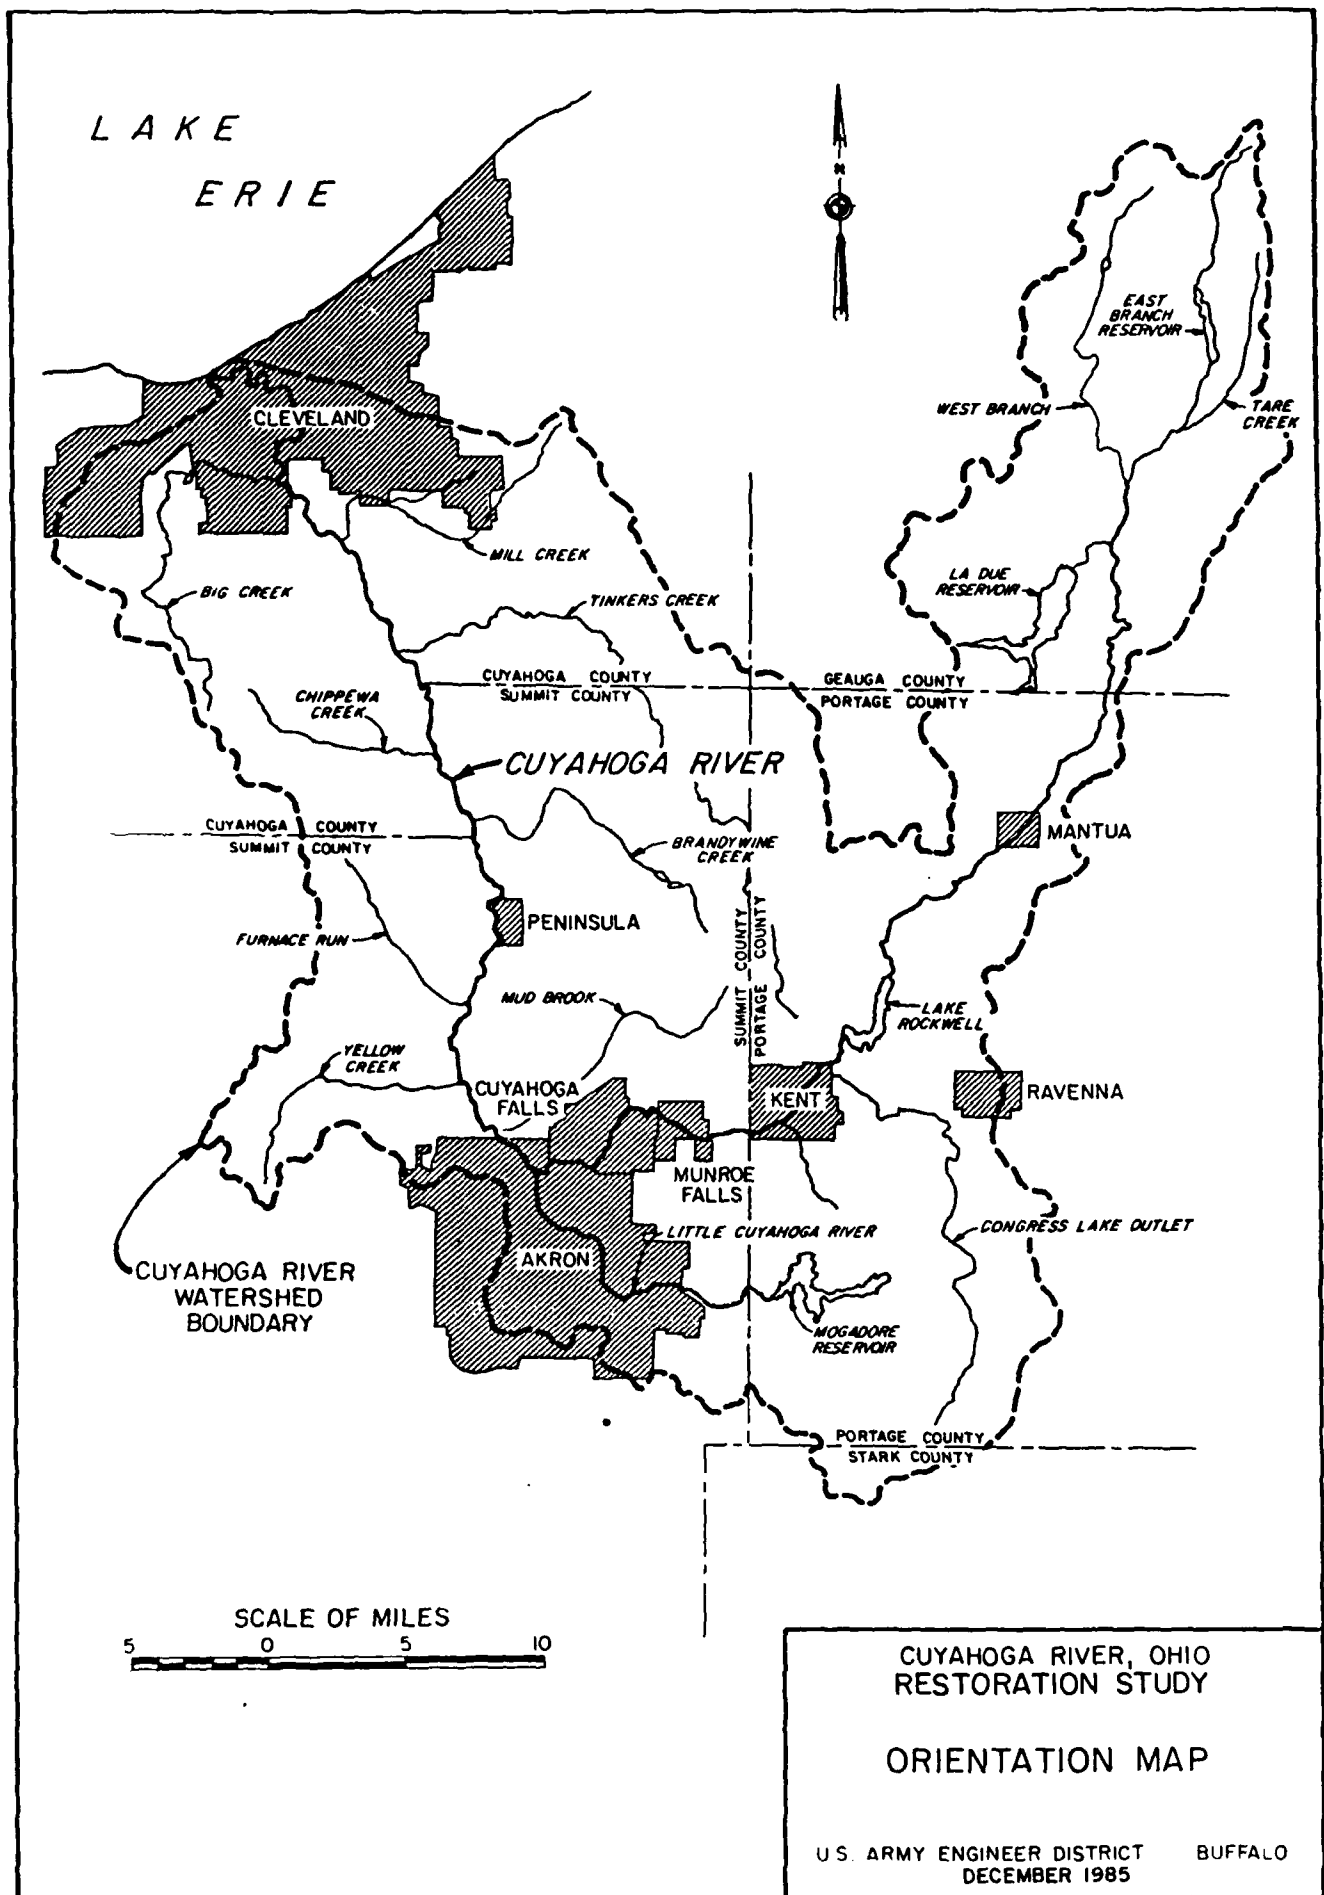 LAKE
ERIE
N
EAST
BRANCH
RESERVOIR
WEST BRANCH
TARE
CREEK
CLEVELAND
MILL CREEK
LA DUE
RESERVOIR
BIG CREEK
TINKERS CREEK
CUYAHOGA COUNTY
SUMMIT COUNTY
GEAUGA COUNTY
PORTAGE COUNTY
CHIPPEWA
CREEK
CUYAHOGA RIVER
CUYAHOGA COUNTY
SUMMIT COUNTY
MANTUA
BRANDYWINE
CREEK
PENINSULA
SUMMIT COUNTY
PORTAGE COUNTY
FURNACE RUN
MUD BROOK
LAKE
ROCKWELL
YELLOW
CREEK
CUYAHOGA
FALLS
KENT
RAVENNA
MUNROE
FALLS
LITTLE CUYAHOGA RIVER
CONGRESS LAKE OUTLET
AKRON
CUYAHOGA RIVER
WATERSHED
BOUNDARY
MOGADORE
RESERVOIR
PORTAGE COUNTY
STARK COUNTY
SCALE OF MILES
5 0 5 10
CUYAHOGA RIVER, OHIO
RESTORATION STUDY
ORIENTATION MAP
U.S. ARMY ENGINEER DISTRICT BUFFALO
DECEMBER 1985